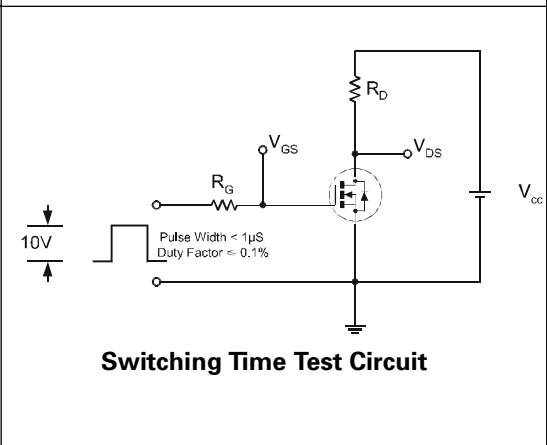 R_D
V_GS
V_DS
R_G
V_cc
10V
Pulse Width < 1µS
Duty Factor ≤ 0.1%
Switching Time Test Circuit